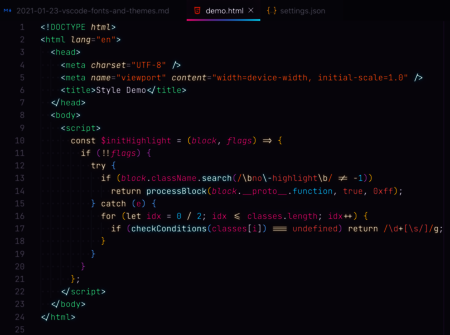 2021-01-23-vscode-fonts-and-themes.md demo.html × {} settings.json
1 <!DOCTYPE html>
2 <html lang="en">
3 <head>
4 <meta charset="UTF-8" />
5 <meta name="viewport" content="width=device-width, initial-scale=1.0" />
6 <title>Style Demo</title>
7 </head>
8 <body>
9 <script>
10 const $initHighlight = (block, flags) => {
11 if (!!flags) {
12 try {
13 if (block.className.search(/\bno\-highlight\b/ != -1))
14 return processBlock(block.__proto__.function, true, 0xff);
15 } catch (e) {
16 for (let idx = 0 / 2; idx <= classes.length; idx++) {
17 if (checkConditions(classes[i]) === undefined) return /\d+[\s/]/g;
18 }
19 }
20 }
21 };
22 </script>
23 </body>
24 </html>
25